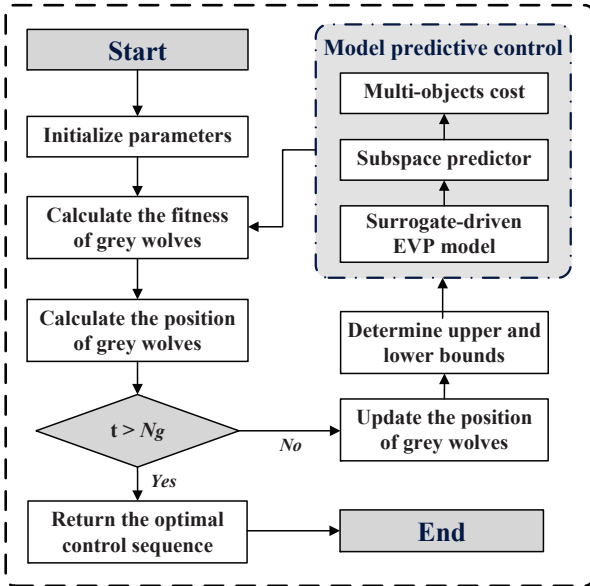 Start
Initialize parameters
Calculate the fitness
of grey wolves
Calculate the position
of grey wolves
t > Ng
No
Yes
Return the optimal
control sequence
Model predictive control
Multi-objects cost
Subspace predictor
Surrogate-driven
EVP model
Determine upper and
lower bounds
Update the position
of grey wolves
End